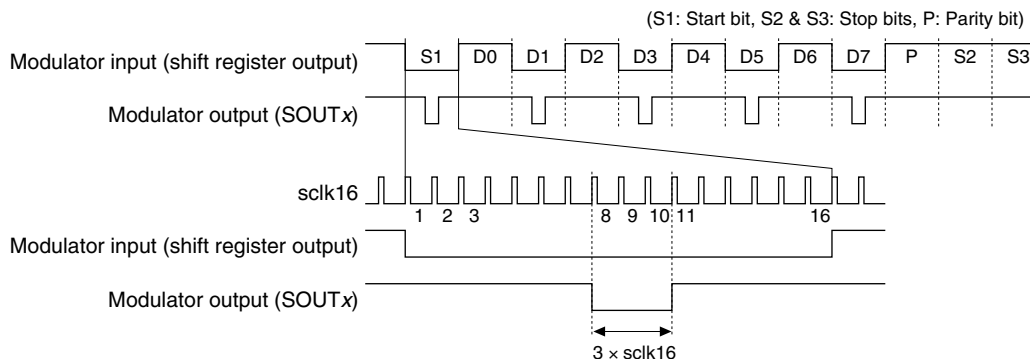 (S1: Start bit, S2 & S3: Stop bits, P: Parity bit)
Modulator input (shift register output) S1 D0 D1 D2 D3 D4 D5 D6 D7 P S2 S3
Modulator output (SOUTx)
sclk16
1 2 3 8 9 10 11 16
Modulator input (shift register output)
Modulator output (SOUTx)
3 × sclk16